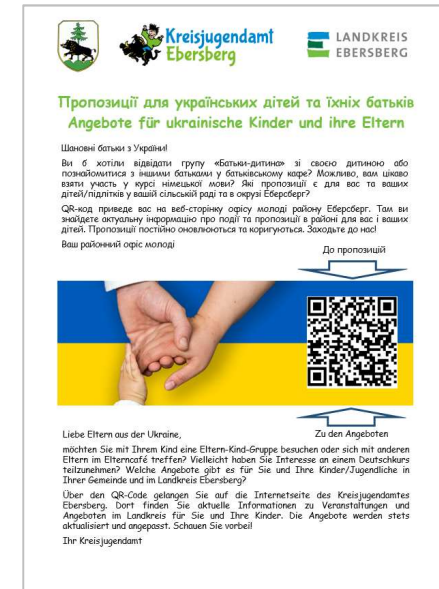 Kreisjugendamt
Ebersberg
LANDKREIS
EBERSBERG
Пропозиції для українських дітей та їхніх батьків
Angebote für ukrainische Kinder und ihre Eltern
Шановні батьки з України!
Ви б хотіли відвідати групу «Батьки-дитина» зі своєю дитиною або
познайомитися з іншими батьками у батьківському кафе? Можливо, вам цікаво
взяти участь у курсі німецької мови? Які пропозиції є для вас та ваших
дітей/підлітків у вашій сільській раді та в окрузі Еберсберг?
QR-код приведе вас на веб-сторінку офісу молоді району Еберсберг. Там ви
знайдете актуальну інформацію про події та пропозиції в районі для вас і ваших
дітей. Пропозиції постійно оновлюються та коригуються. Заходьте до нас!
Ваш районний офіс молоді
До пропозицій
Zu den Angeboten
Liebe Eltern aus der Ukraine,
möchten Sie mit Ihrem Kind eine Eltern-Kind-Gruppe besuchen oder sich mit anderen
Eltern im Elterncafé treffen? Vielleicht haben Sie Interesse an einem Deutschkurs
teilzunehmen? Welche Angebote gibt es für Sie und Ihre Kinder/Jugendliche in
Ihrer Gemeinde und im Landkreis Ebersberg?
Über den QR-Code gelangen Sie auf die Internetseite des Kreisjugendamtes
Ebersberg. Dort finden Sie aktuelle Informationen zu Veranstaltungen und
Angeboten im Landkreis für Sie und Ihre Kinder. Die Angebote werden stets
aktualisiert und angepasst. Schauen Sie vorbei!
Ihr Kreisjugendamt